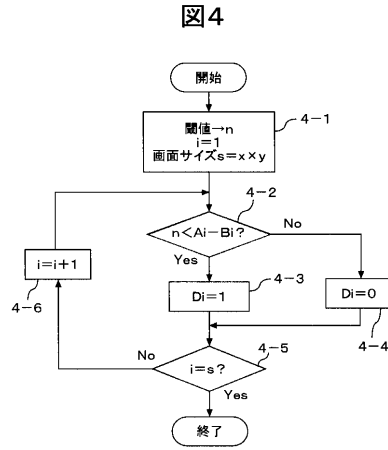 図4
開始
閾値→n
i=1
画面サイズs=x×y
4-1
4-2
n<Ai-Bi?
No
Yes
i=i+1
4-6
4-3
Di=1
Di=0
4-4
No
4-5
i=s?
Yes
終了